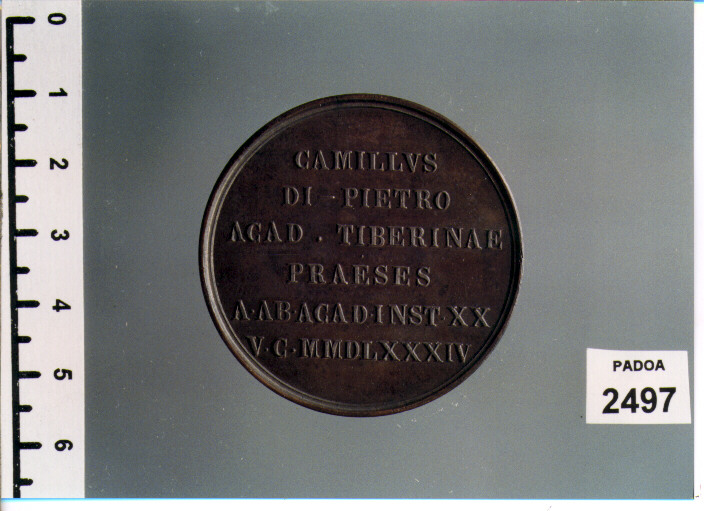 0
1
2
3
4
5
6
CAMILLVS
DI - PIETRO
ACAD . TIBERINAE
PRAESES
A·AB·ACAD·INST·XX
V·C·MMDLXXXIV
PADOA
2497